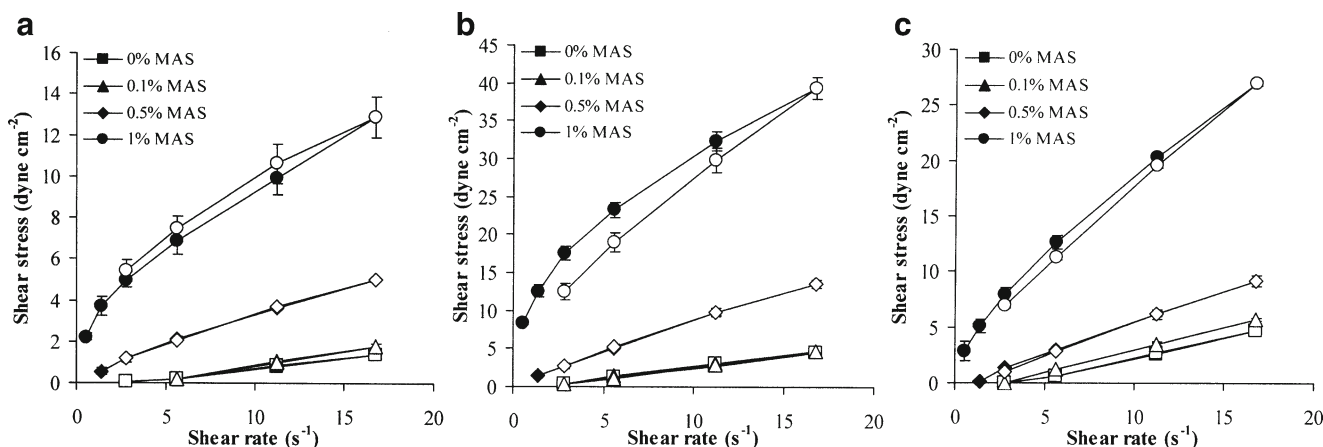 a
16
14
12
10
8
6
4
2
0
Shear stress (dyne cm-2)
0% MAS
0.1% MAS
0.5% MAS
1% MAS
0 5 10 15 20
Shear rate (s-1)
b
45
40
35
30
25
20
15
10
5
0
Shear stress (dyne cm-2)
0% MAS
0.1% MAS
0.5% MAS
1% MAS
0 5 10 15 20
Shear rate (s-1)
c
30
25
20
15
10
5
0
Shear stress (dyne cm-2)
0% MAS
0.1% MAS
0.5% MAS
1% MAS
0 5 10 15 20
Shear rate (s-1)